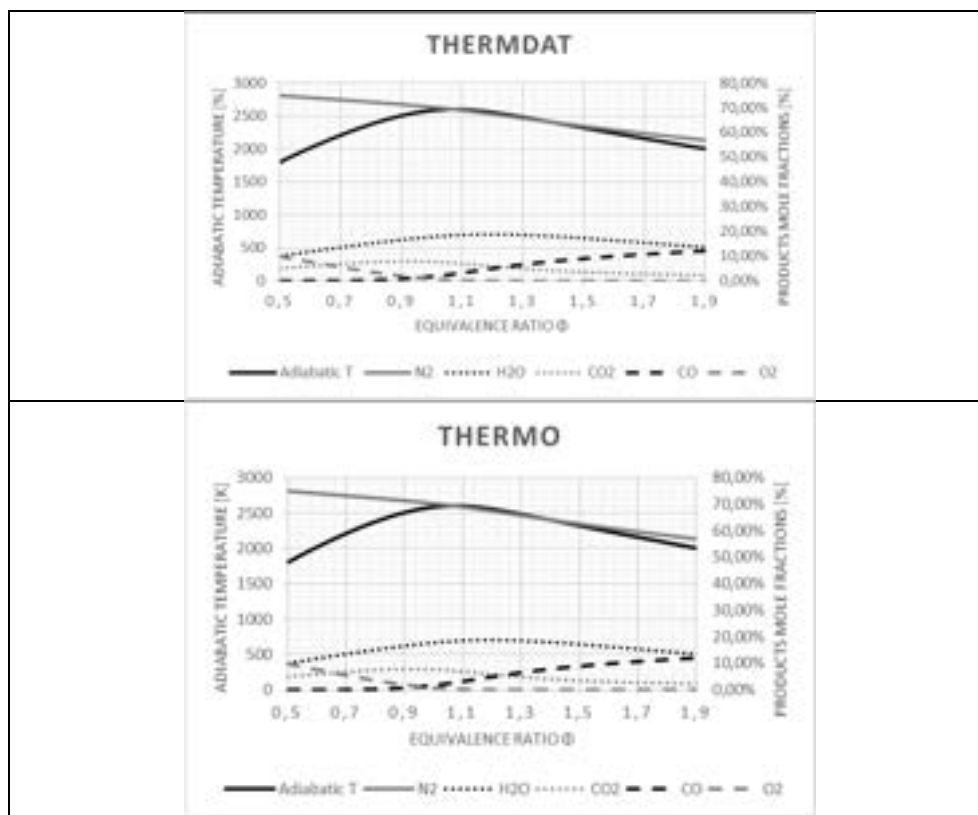 THERMDAT
ADIABATIC TEMPERATURE [%]
3000
2500
2000
1500
1000
500
0
80,00%
70,00%
60,00%
50,00%
40,00%
30,00%
20,00%
10,00%
0,00%
PRODUCTS MOLE FRACTIONS [%]
0,5 0,7 0,9 1,1 1,3 1,5 1,7 1,9
EQUIVALENCE RATIO Φ
Adiabatic T N2 H2O CO2 CO O2
THERMO
ADIABATIC TEMPERATURE [K]
3000
2500
2000
1500
1000
500
0
80,00%
70,00%
60,00%
50,00%
40,00%
30,00%
20,00%
10,00%
0,00%
PRODUCTS MOLE FRACTIONS [%]
0,5 0,7 0,9 1,1 1,3 1,5 1,7 1,9
EQUIVALENCE RATIO Φ
Adiabatic T N2 H2O CO2 CO O2